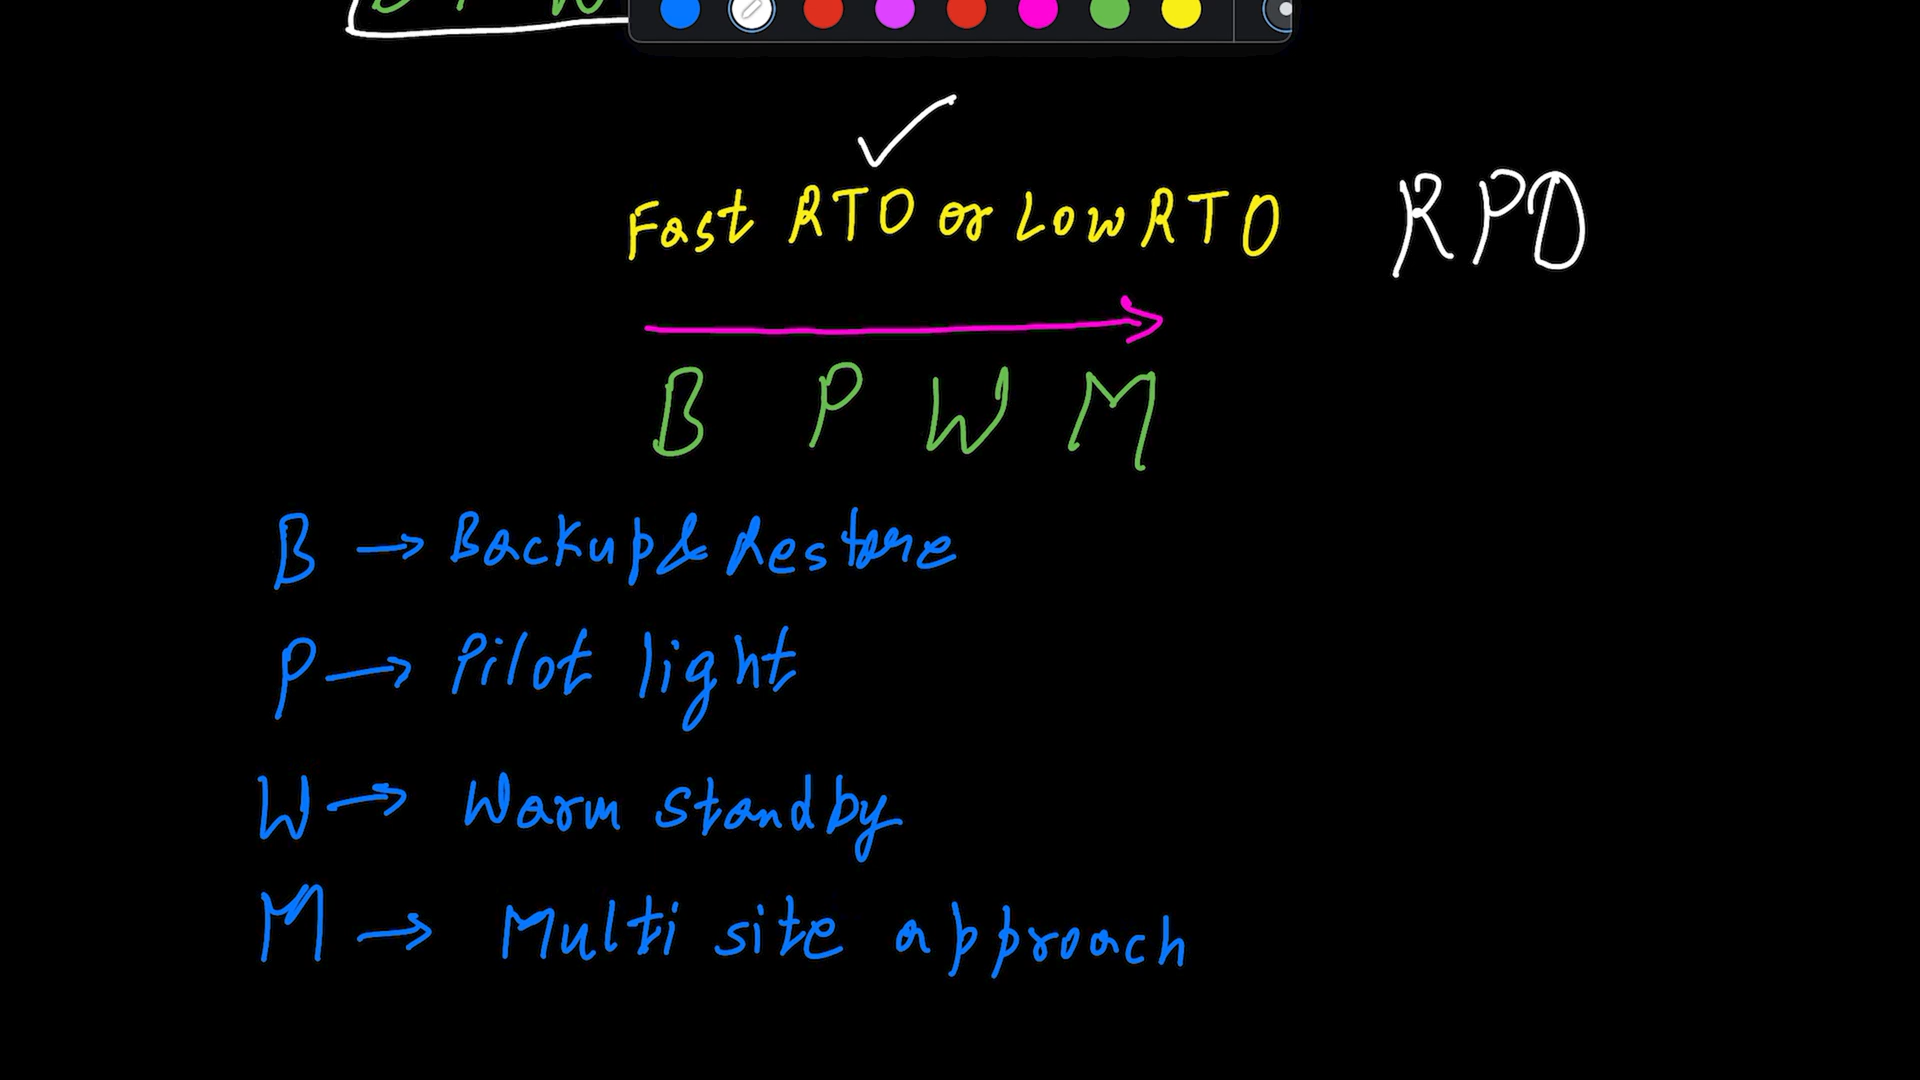 Fast RTO or Low RTO RPO
B P W M
B → Backup & Restore
P → Pilot light
W → Warm standby
M → Multi site approach